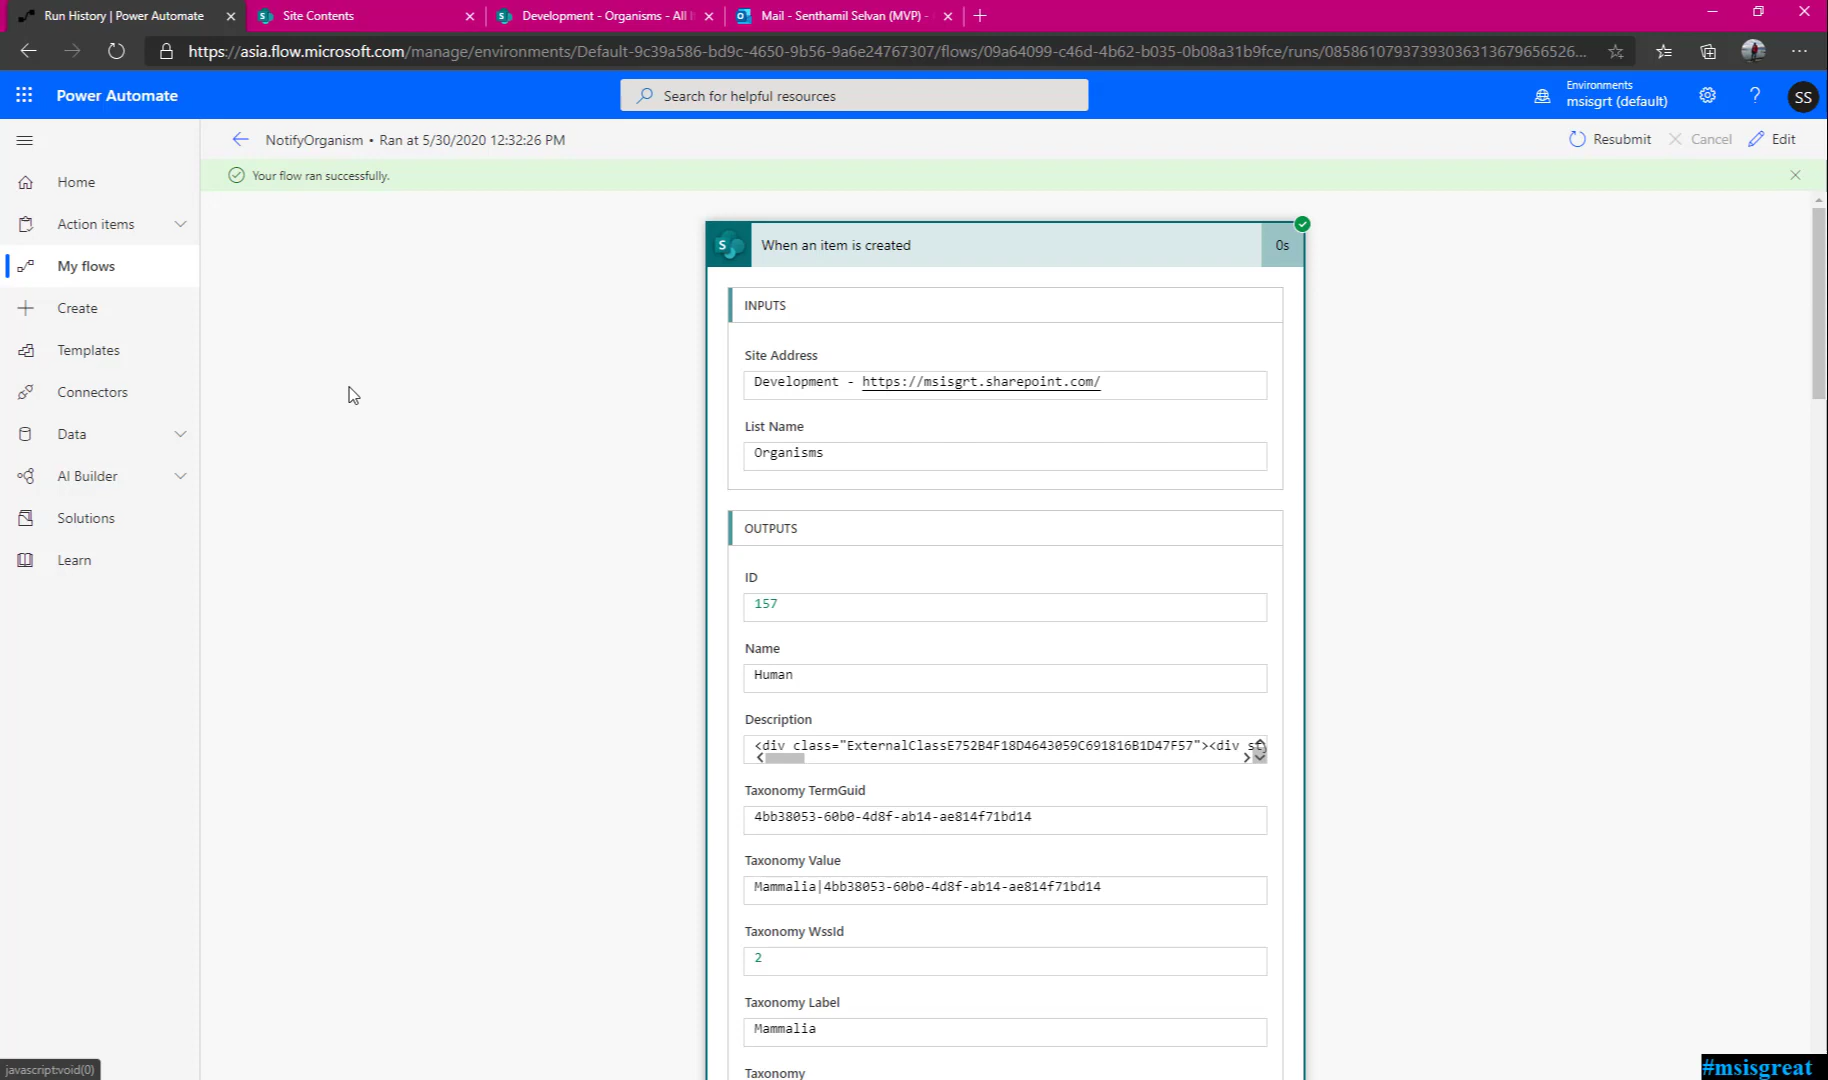 Run History | Power Automate
Site Contents
Development - Organisms - All
Mail - Senthamil Selvan (MVP) -
https://asia.flow.microsoft.com/manage/environments/Default-9c39a586-bd9c-4650-9b56-9a6e24767307/flows/09a64099-c46d-4b62-b035-0b08a31b9fce/runs/08586107937393036313679656526...
Power Automate
Search for helpful resources
Environments
msisgrt (default)
SS
NotifyOrganism • Ran at 5/30/2020 12:32:26 PM
Resubmit
Cancel
Edit
Your flow ran successfully.
Home
Action items
My flows
Create
Templates
Connectors
Data
AI Builder
Solutions
Learn
S
When an item is created
0s
INPUTS
Site Address
Development - https://msisgrt.sharepoint.com/
List Name
Organisms
OUTPUTS
ID
157
Name
Human
Description
<div class="ExternalClassE752B4F18D4643059C691816B1D47F57"><div st
Taxonomy TermGuid
4bb38053-60b0-4d8f-ab14-ae814f71bd14
Taxonomy Value
Mammalia|4bb38053-60b0-4d8f-ab14-ae814f71bd14
Taxonomy WssId
2
Taxonomy Label
Mammalia
Taxonomy
javascript:void(0)
#msisgreat